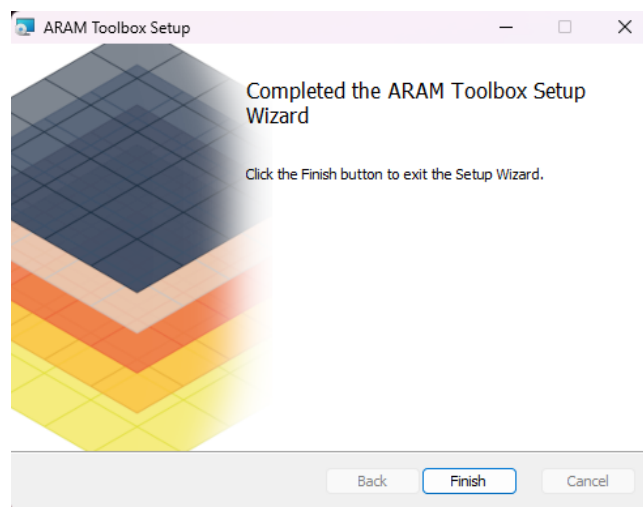 ARAM Toolbox Setup
Completed the ARAM Toolbox Setup
Wizard
Click the Finish button to exit the Setup Wizard.
Back
Finish
Cancel